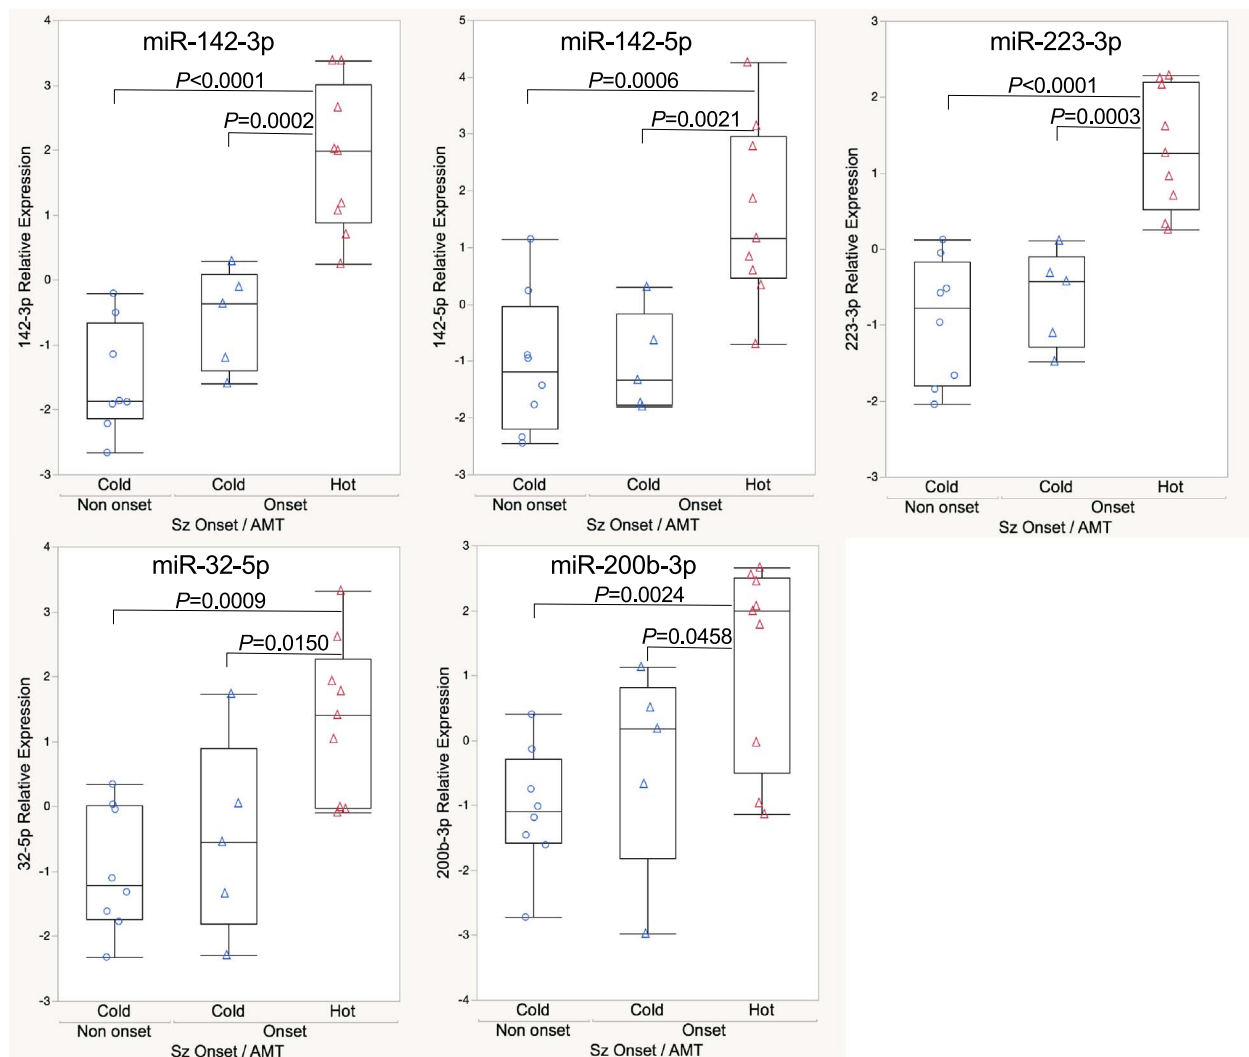 miR-142-3p
P<0.0001
P=0.0002
142-3p Relative Expression
4
3
2
1
0
-1
-2
-3
Cold
Cold
Hot
Non onset
Onset
Sz Onset / AMT
miR-142-5p
P=0.0006
P=0.0021
142-5p Relative Expression
5
4
3
2
1
0
-1
-2
-3
Cold
Cold
Hot
Non onset
Onset
Sz Onset / AMT
miR-223-3p
P<0.0001
P=0.0003
223-3p Relative Expression
3
2
1
0
-1
-2
-3
Cold
Cold
Hot
Non onset
Onset
Sz Onset / AMT
miR-32-5p
P=0.0009
P=0.0150
32-5p Relative Expression
4
3
2
1
0
-1
-2
-3
Cold
Cold
Hot
Non onset
Onset
Sz Onset / AMT
miR-200b-3p
P=0.0024
P=0.0458
200b-3p Relative Expression
3
2
1
0
-1
-2
-3
-4
Cold
Cold
Hot
Non onset
Onset
Sz Onset / AMT